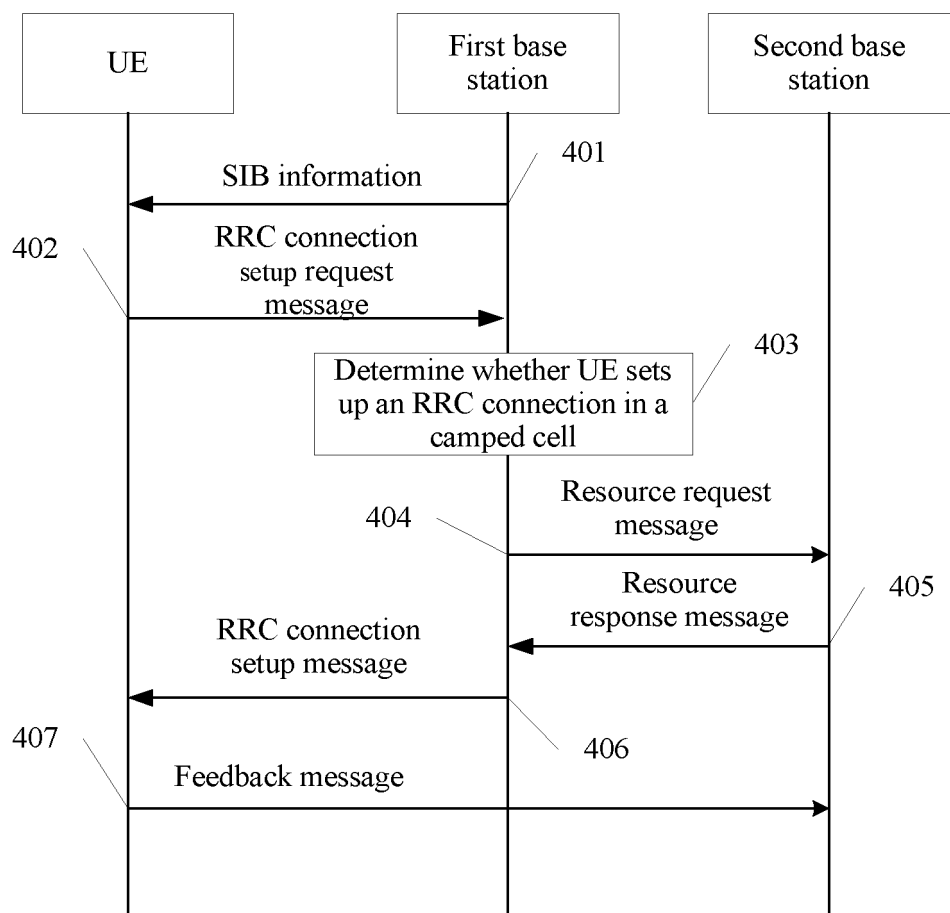 UE
First base
station
Second base
station
401
SIB information
402
RRC connection
setup request
message
403
Determine whether UE sets
up an RRC connection in a
camped cell
404
Resource request
message
405
Resource
response message
RRC connection
setup message
406
407
Feedback message